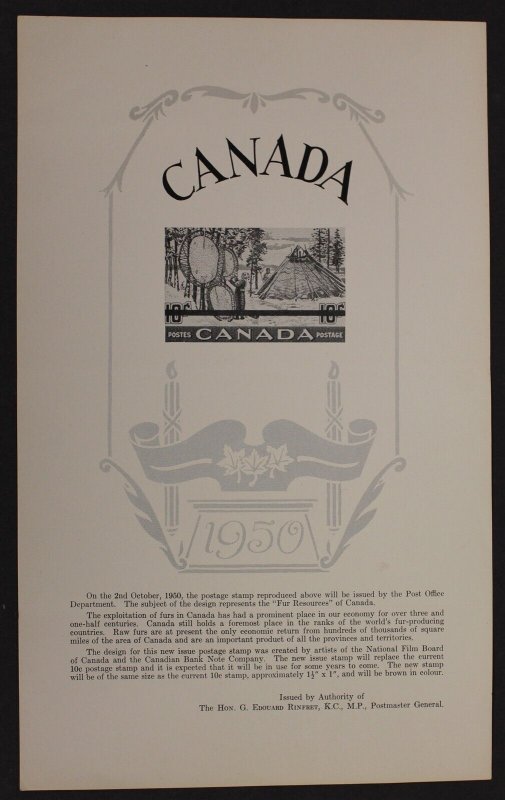 CANADA
10¢ 10¢
POSTES CANADA POSTAGE
1950
On the 2nd October, 1950, the postage stamp reproduced above will be issued by the Post Office
Department. The subject of the design represents the "Fur Resources" of Canada.
The exploitation of furs in Canada has had a prominent place in our economy for over three and
one-half centuries. Canada still holds a foremost place in the ranks of the world's fur-producing
countries. Raw furs are at present the only economic return from hundreds of thousands of square
miles of the area of Canada and are an important product of all the provinces and territories.
The design for this new issue postage stamp was created by artists of the National Film Board
of Canada and the Canadian Bank Note Company. The new issue stamp will replace the current
10c postage stamp and it is expected that it will be in use for some years to come. The new stamp
will be of the same size as the current 10c stamp, approximately 1½" x 1", and will be brown in colour.
Issued by Authority of
The Hon. G. Edouard Rinfret, K.C., M.P., Postmaster General.